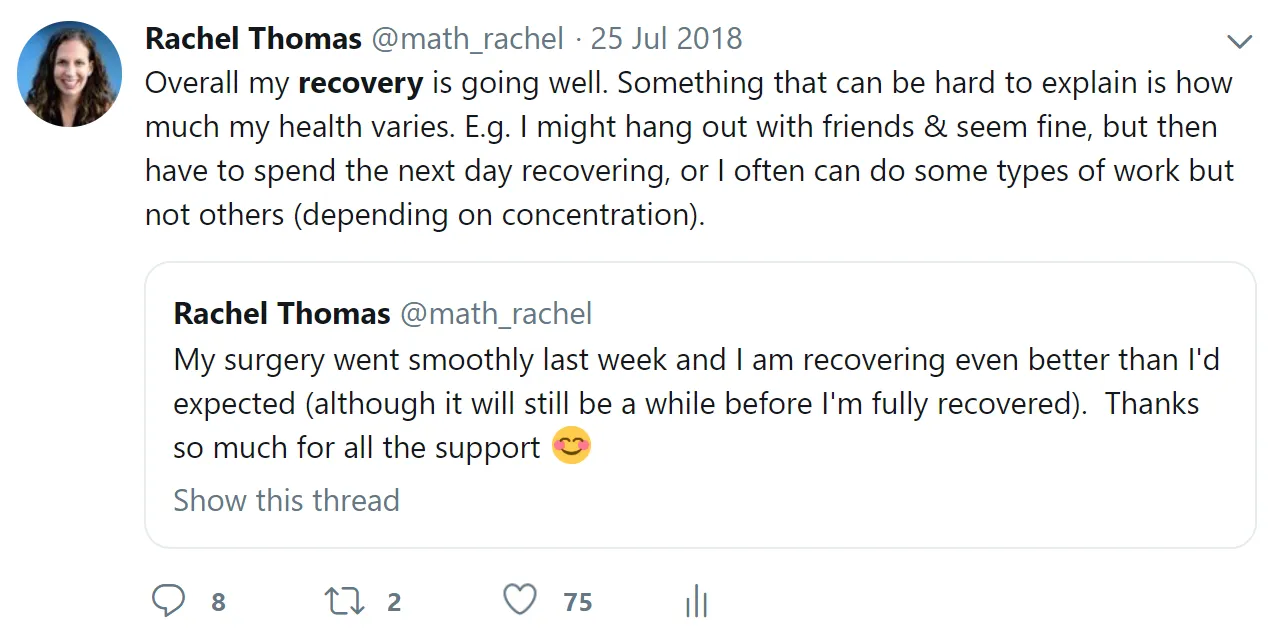 Rachel Thomas @math_rachel · 25 Jul 2018
Overall my recovery is going well. Something that can be hard to explain is how
much my health varies. E.g. I might hang out with friends & seem fine, but then
have to spend the next day recovering, or I often can do some types of work but
not others (depending on concentration).
Rachel Thomas @math_rachel
My surgery went smoothly last week and I am recovering even better than I'd
expected (although it will still be a while before I'm fully recovered).  Thanks
so much for all the support 😊
Show this thread
8 2 75